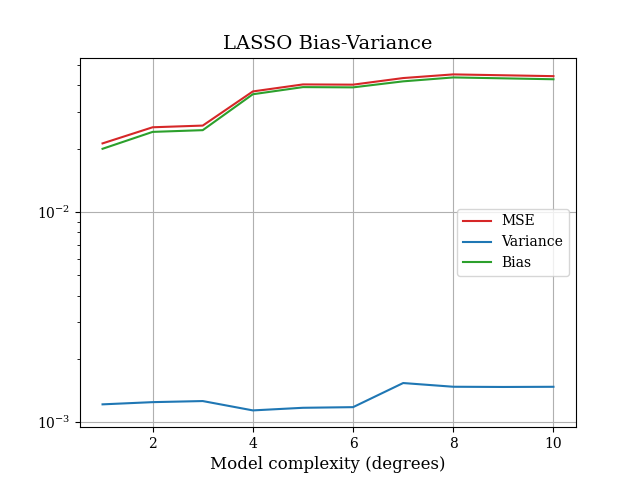 LASSO Bias-Variance
10⁻²
10⁻³
MSE
Variance
Bias
2 4 6 8 10
Model complexity (degrees)